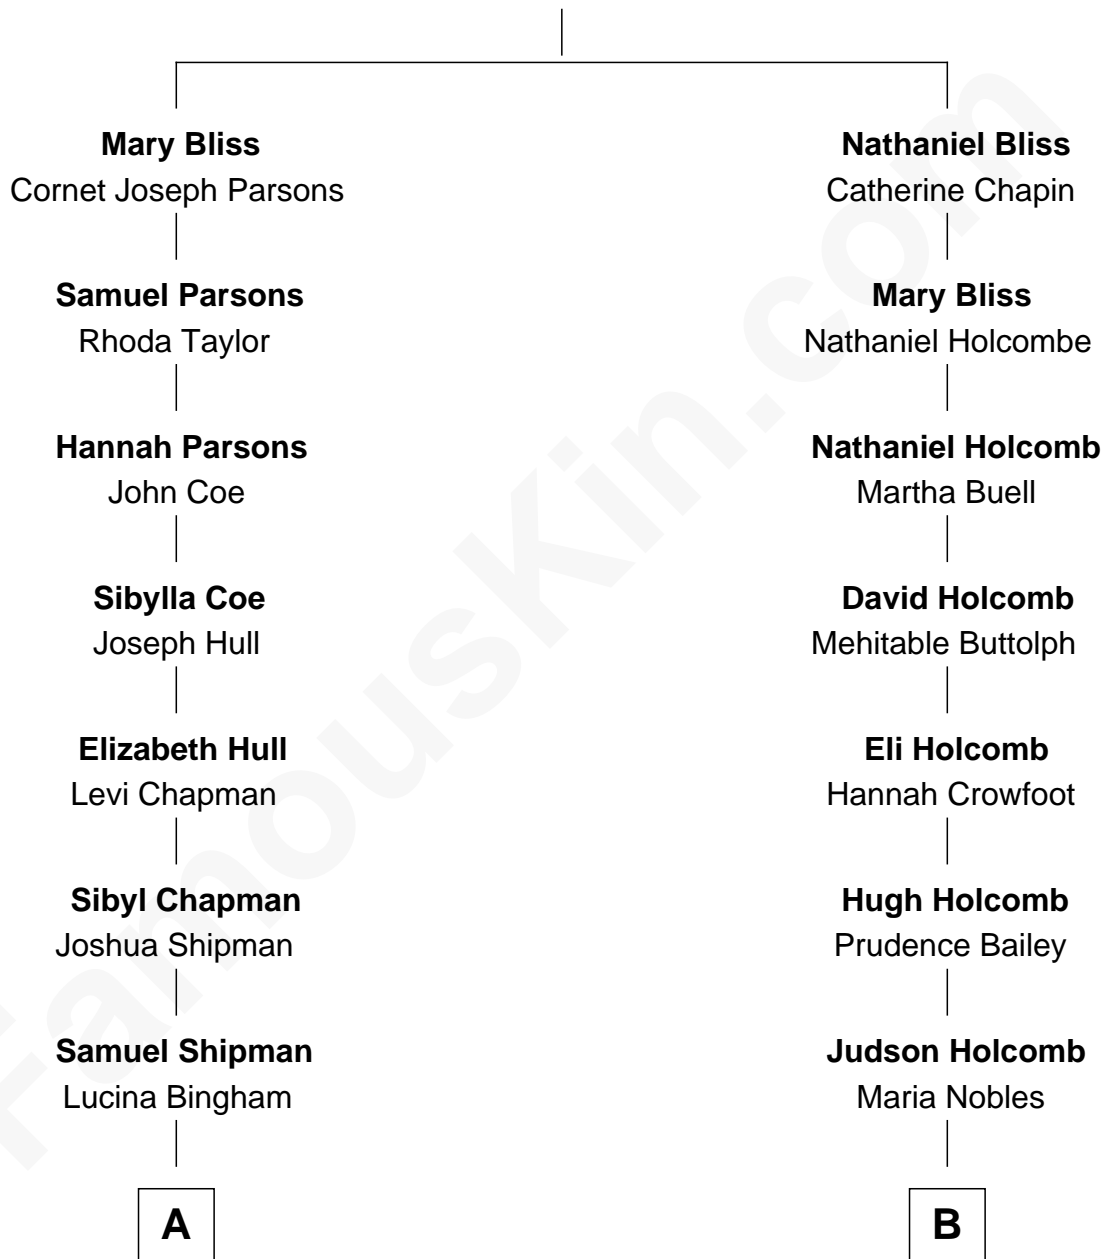 Mary Bliss
Cornet Joseph Parsons
Samuel Parsons
Rhoda Taylor
Hannah Parsons
John Coe
Sibylla Coe
Joseph Hull
Elizabeth Hull
Levi Chapman
Sibyl Chapman
Joshua Shipman
Samuel Shipman
Lucina Bingham
A
Nathaniel Bliss
Catherine Chapin
Mary Bliss
Nathaniel Holcombe
Nathaniel Holcomb
Martha Buell
David Holcomb
Mehitable Buttolph
Eli Holcomb
Hannah Crowfoot
Hugh Holcomb
Prudence Bailey
Judson Holcomb
Maria Nobles
B
FamousKin.com